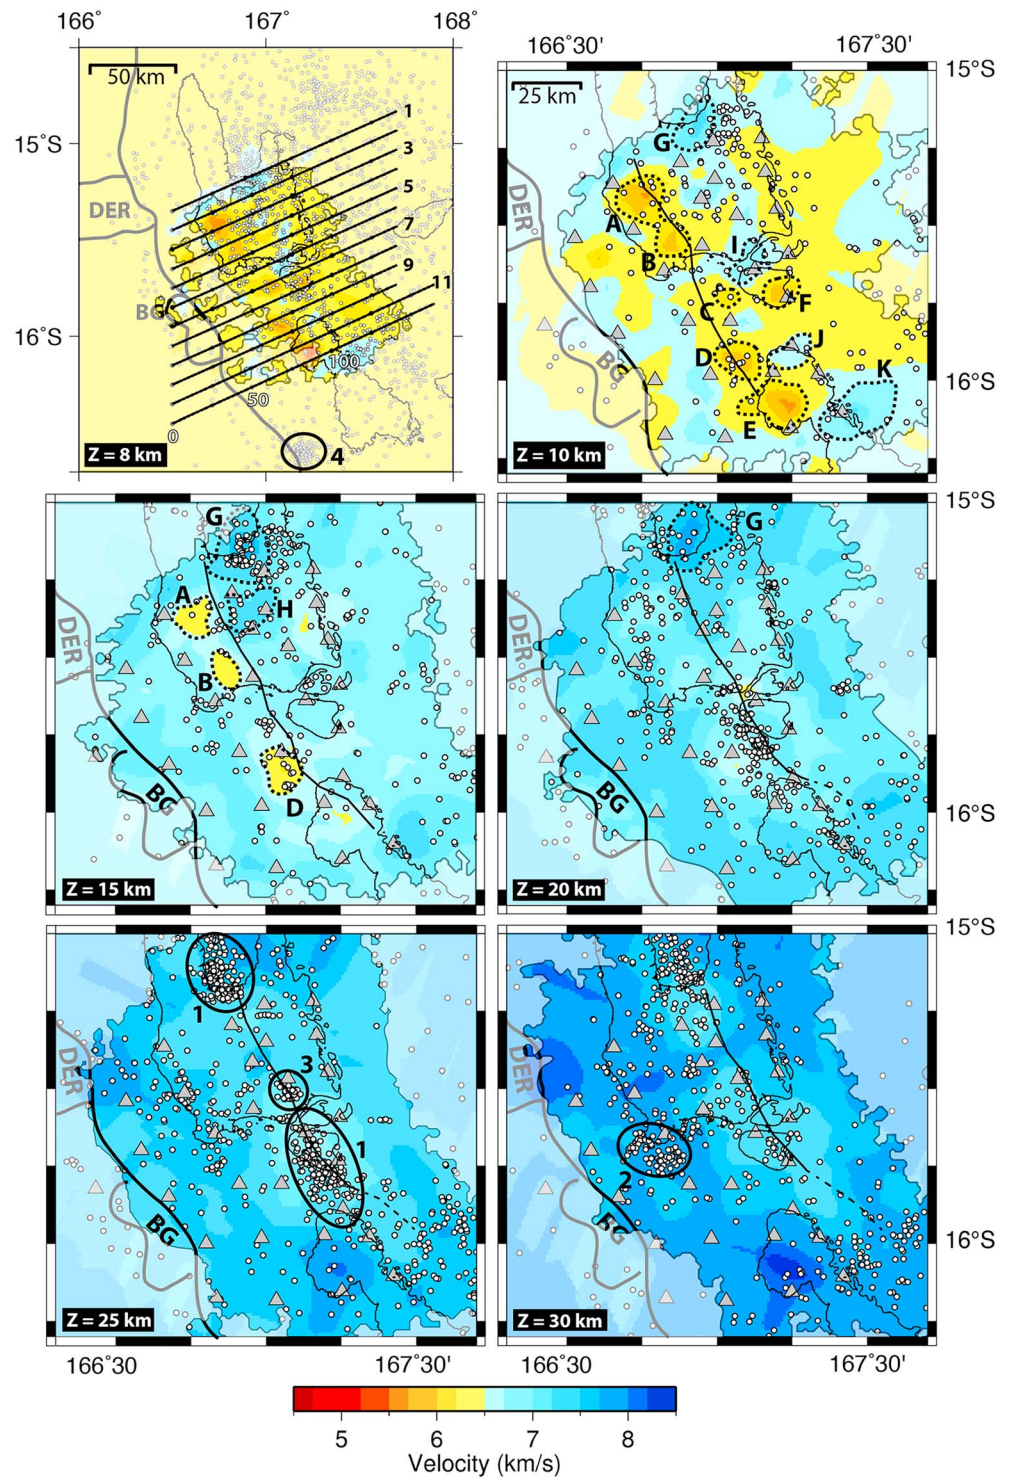 166° 167° 168°
50 km
1
3
15°S
5
DER
7
9
11
BG
16°S
100
50
0
Z = 8 km
4
166˚30' 167˚30'
15°S
25 km
G
DER
A
I
B
C
F
J
D
K
BG
E
16°S
Z = 10 km
G
A
H
DER
B
BG
D
Z = 15 km
15°S
G
DER
BG
16°S
Z = 20 km
1
DER
3
1
BG
Z = 25 km
166˚30 167˚30'
15°S
DER
2
BG
16°S
Z = 30 km
166˚30' 167˚30'
5 6 7 8
Velocity (km/s)